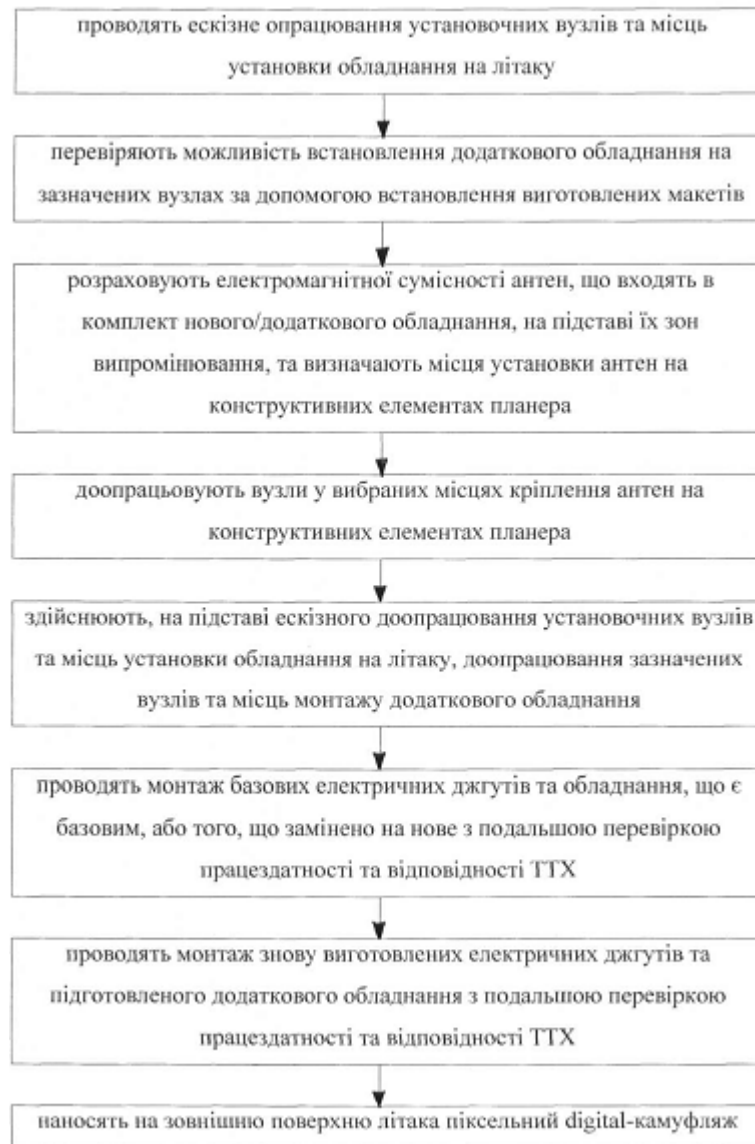 проводять ескізне опрацювання установочних вузлів та місць
установки обладнання на літаку
перевіряють можливість встановлення додаткового обладнання на
зазначених вузлах за допомогою встановлення виготовлених макетів
розраховують електромагнітної сумісності антен, що входять в
комплект нового/додаткового обладнання, на підставі їх зон
випромінювання, та визначають місця установки антен на
конструктивних елементах планера
доопрацьовують вузли у вибраних місцях кріплення антен на
конструктивних елементах планера
здійснюють, на підставі ескізного доопрацювання установочних вузлів
та місць установки обладнання на літаку, доопрацювання зазначених
вузлів та місць монтажу додаткового обладнання
проводять монтаж базових електричних джгутів та обладнання, що є
базовим, або того, що замінено на нове з подальшою перевіркою
працездатності та відповідності ТТХ
проводять монтаж знову виготовлених електричних джгутів та
підготовленого додаткового обладнання з подальшою перевіркою
працездатності та відповідності ТТХ
наносять на зовнішню поверхню літака піксельний digital-камуфляж